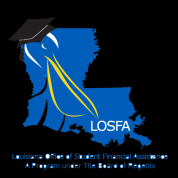 LOSFA
Louisiana Office of Student Financial Assistance
A Program under The Board of Regents